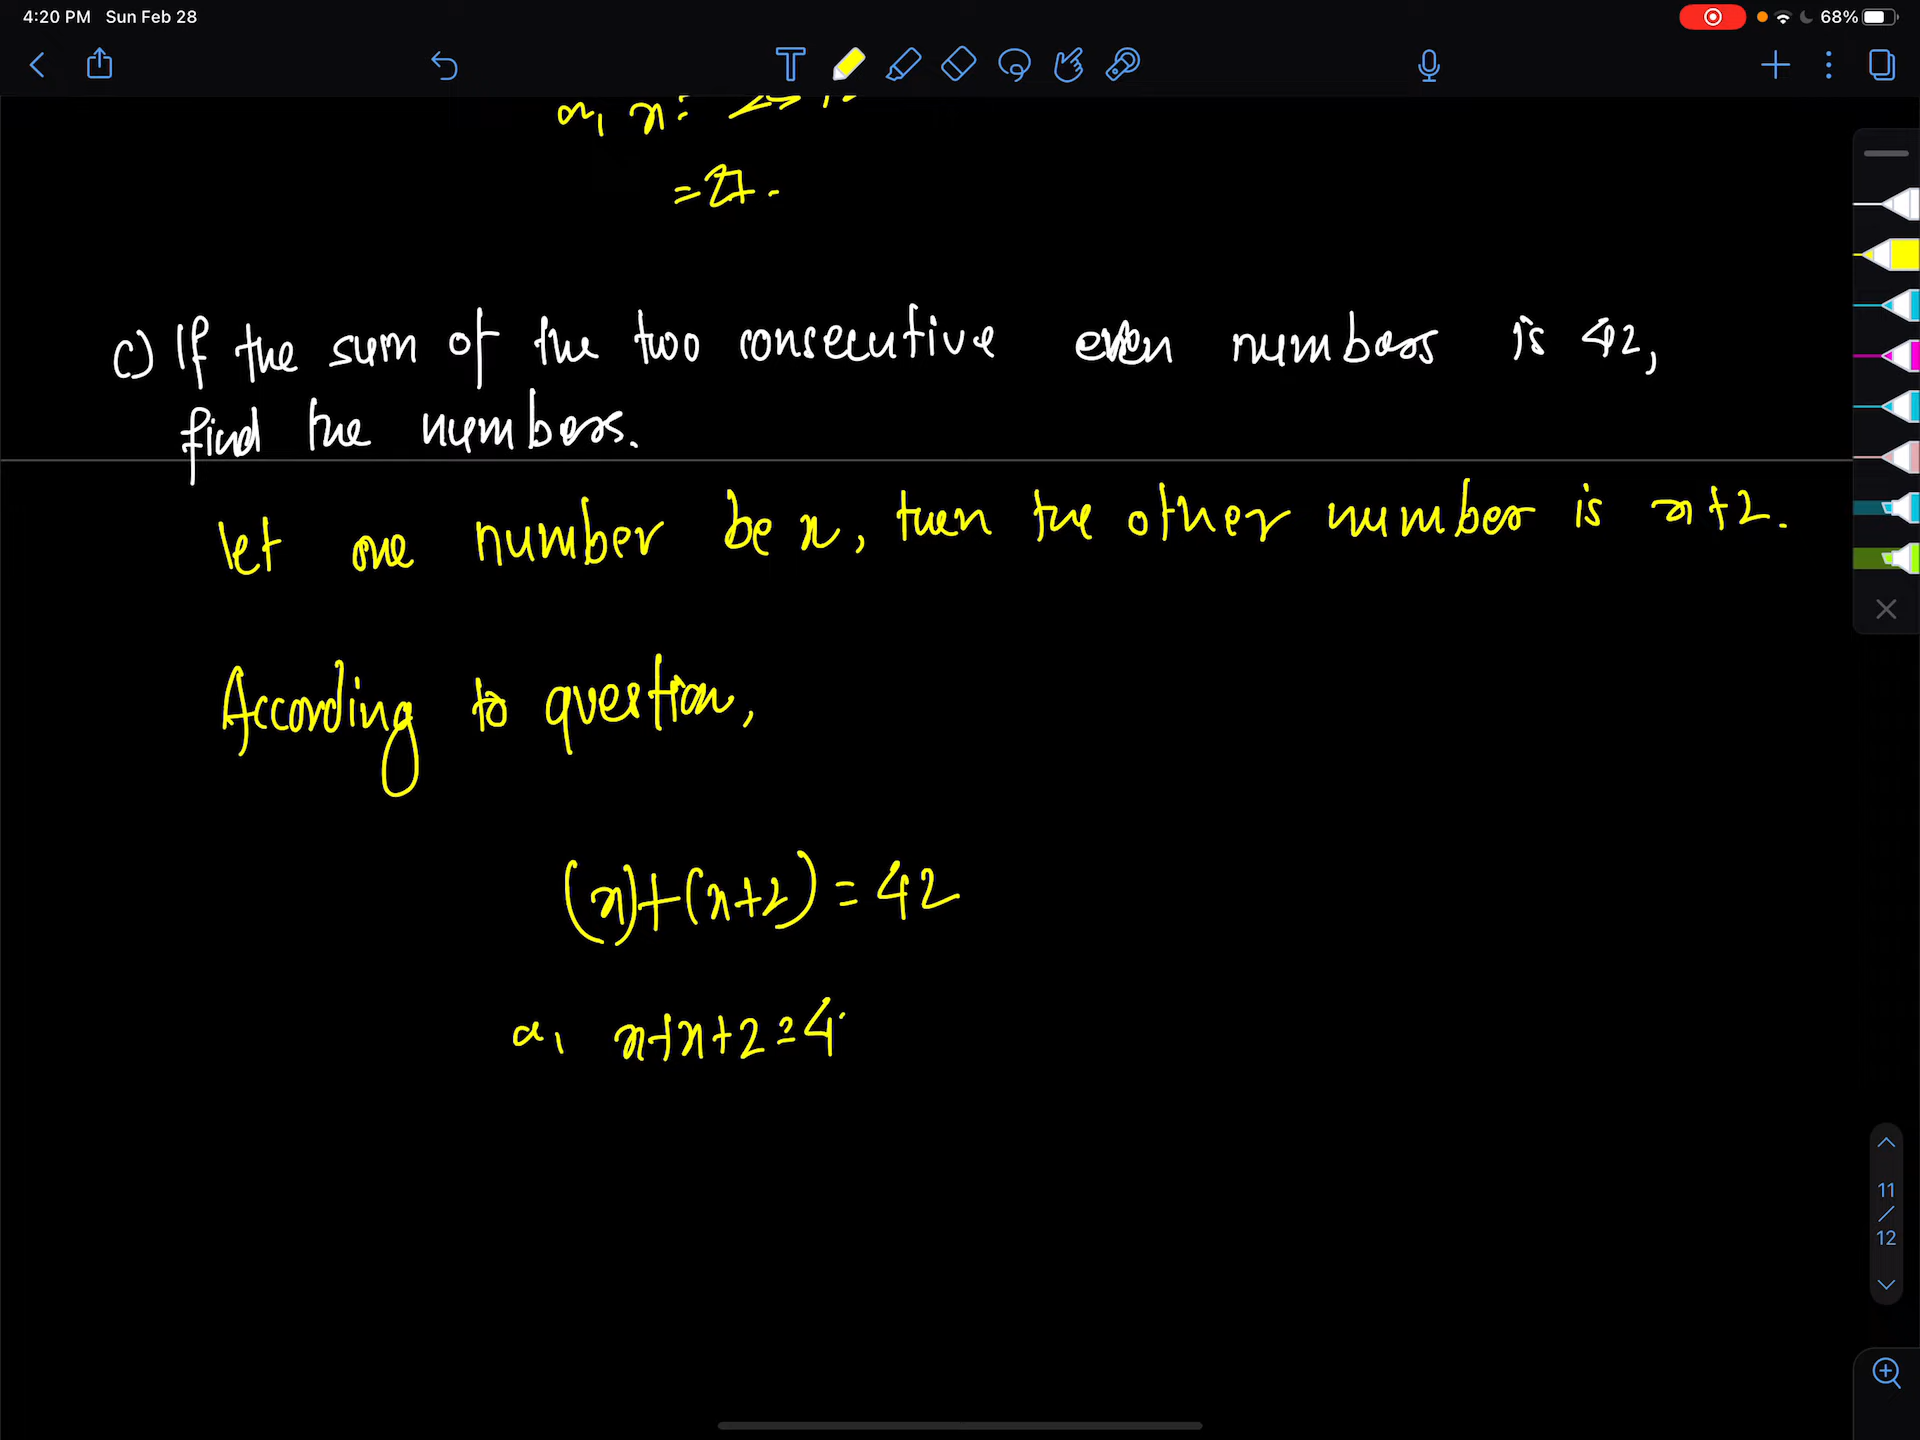 4:20 PM Sun Feb 28
68%
= 27.
c) If the sum of the two consecutive even numbers is 42,
find the numbers.
let one number be x, then the other number is x+2.
According to question,
(x)+(x+2) = 42
or, x+x+2=4
11
/
12